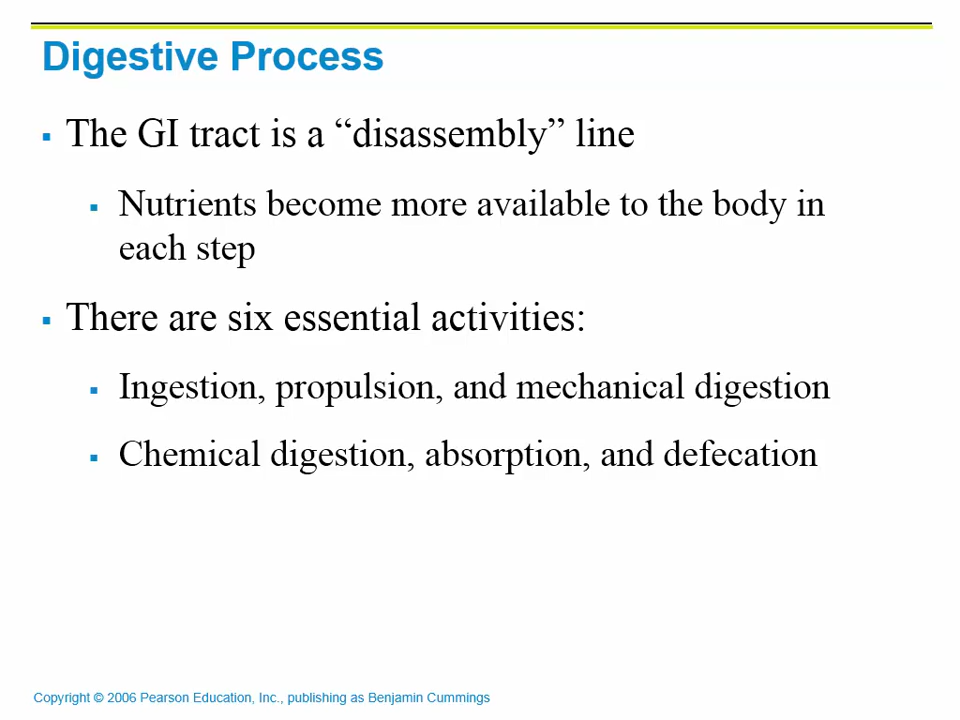 Digestive Process
▪ The GI tract is a “disassembly” line
▪ Nutrients become more available to the body in
each step
▪ There are six essential activities:
▪ Ingestion, propulsion, and mechanical digestion
▪ Chemical digestion, absorption, and defecation
Copyright © 2006 Pearson Education, Inc., publishing as Benjamin Cummings